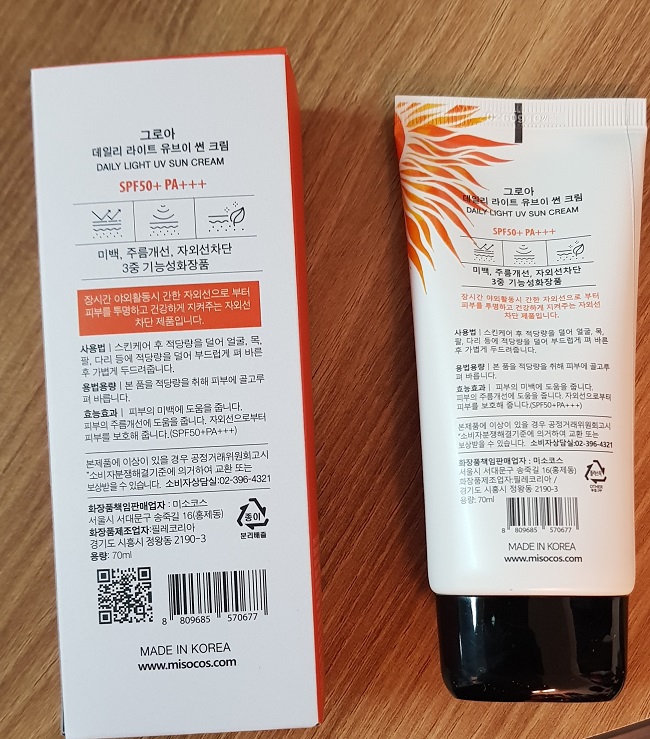 그로아
데일리 라이트 유브이 썬 크림
DAILY LIGHT UV SUN CREAM
SPF50+ PA+++
미백, 주름개선, 자외선차단
3중 기능성화장품
장시간 야외활동시 간한 자외선으로 부터
피부를 투명하고 건강하게 지켜주는 자외선
차단 제품입니다.
사용법 | 스킨케어 후 적당량을 덜어 얼굴, 목,
팔, 다리 등에 적당량을 덜어 부드럽게 펴 바른
후 가볍게 두드려줍니다.
용법용량 | 본 품을 적당량을 취해 피부에 골고루
펴 바릅니다.
효능효과 | 피부의 미백에 도움을 줍니다.
피부의 주름개선에 도움을 줍니다. 자외선으로부터
피부를 보호해 줍니다.(SPF50+PA+++)
본제품에 이상이 있을 경우 공정거래위원회고시
"소비자분쟁해결기준에 의거하여 교환 또는
보상받을 수 있습니다. 소비자상담실:02-396-4321
화장품책임판매업자 : 미소코스
서울시 서대문구 송죽길 16(홍제동)
화장품제조업자:필레코리아
경기도 시흥시 정왕동 2190-3
용량: 70ml
종이
분리배출
8 809685 570677
MADE IN KOREA
www.misocos.com
그로아
데일리 라이트 유브이 썬 크림
DAILY LIGHT UV SUN CREAM
SPF50+ PA+++
미백, 주름개선, 자외선차단
3중 기능성화장품
장시간 야외활동시 간한 자외선으로 부터
피부를 투명하고 건강하게 지켜주는 자외선
차단 제품입니다.
사용법 | 스킨케어 후 적당량을 덜어 얼굴, 목,
팔, 다리 등에 적당량을 덜어 부드럽게 펴 바른
후 가볍게 두드려줍니다.
용법용량 | 본 품을 적당량을 취해 피부에 골고루
펴 바릅니다.
효능효과 | 피부의 미백에 도움을 줍니다.
피부의 주름개선에 도움을 줍니다. 자외선으로부터
피부를 보호해 줍니다.(SPF50+PA+++)
본제품에 이상이 있을 경우 공정거래위원회고시
"소비자분쟁해결기준에 의거하여 교환 또는
보상받을 수 있습니다. 소비자상담실:02-396-4321
화장품책임판매업자 : 미소코스
서울시 서대문구 송죽길 16(홍제동)
화장품제조업자:필레코리아 /
경기도 시흥시 정왕동 2190-3
용량: 70ml
OTHER
8 809685 570677
MADE IN KOREA
www.misocos.com